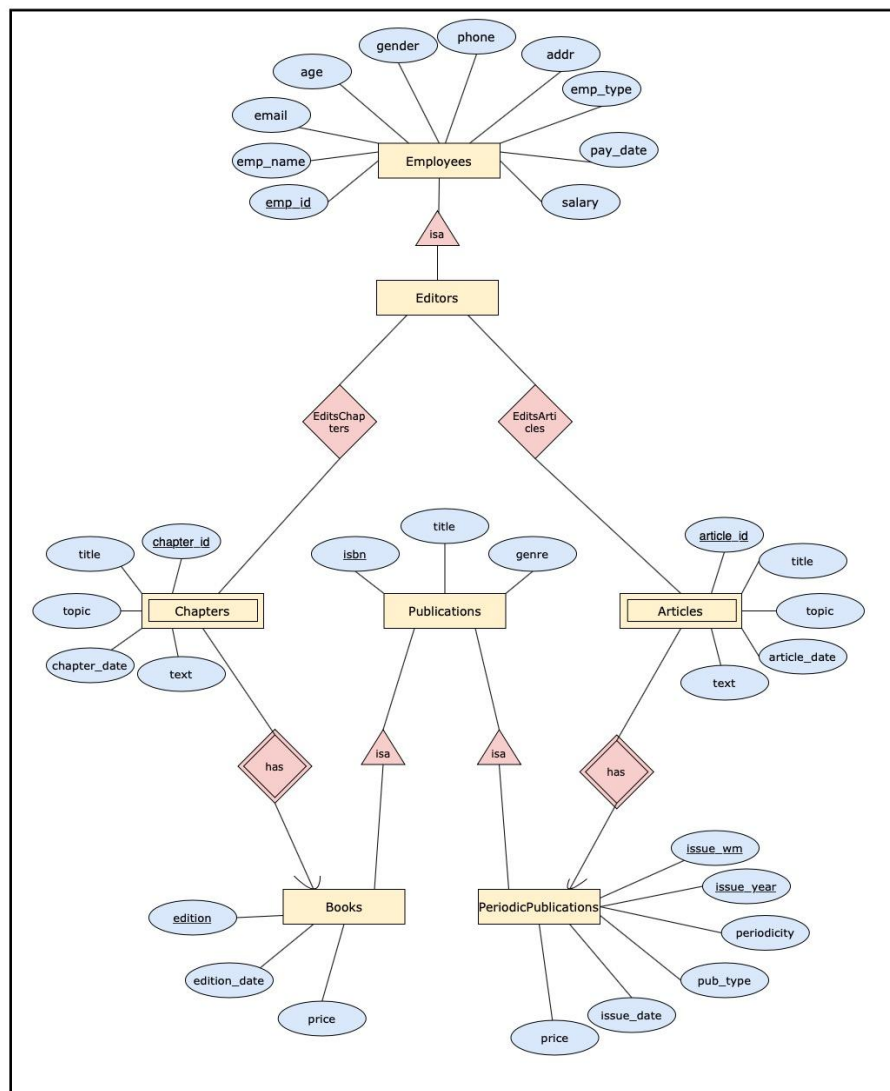 phone
gender
addr
age
emp_type
email
emp_name
Employees
pay_date
emp_id
salary
isa
Editors
EditsChap
ters
EditsArti
cles
title
chapter_id
title
article_id
title
isbn
genre
topic
Chapters
Publications
Articles
topic
chapter_date
text
article_date
text
has
isa
isa
has
issue_wm
issue_year
edition
Books
PeriodicPublications
periodicity
edition_date
pub_type
price
issue_date
price